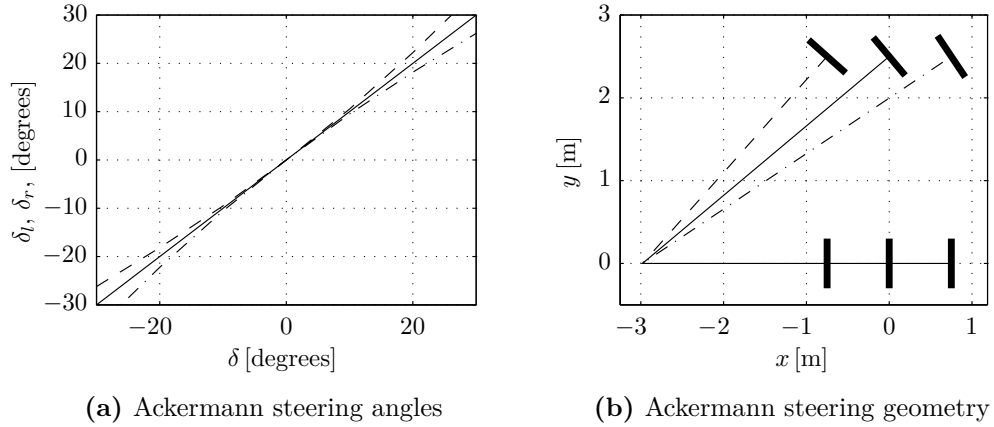 30
20
10
0
−10
−20
−30
−20 0 20
δ [degrees]
δl, δr, [degrees]
(a) Ackermann steering angles
3
2
1
0
−3 −2 −1 0 1
x [m]
y [m]
(b) Ackermann steering geometry